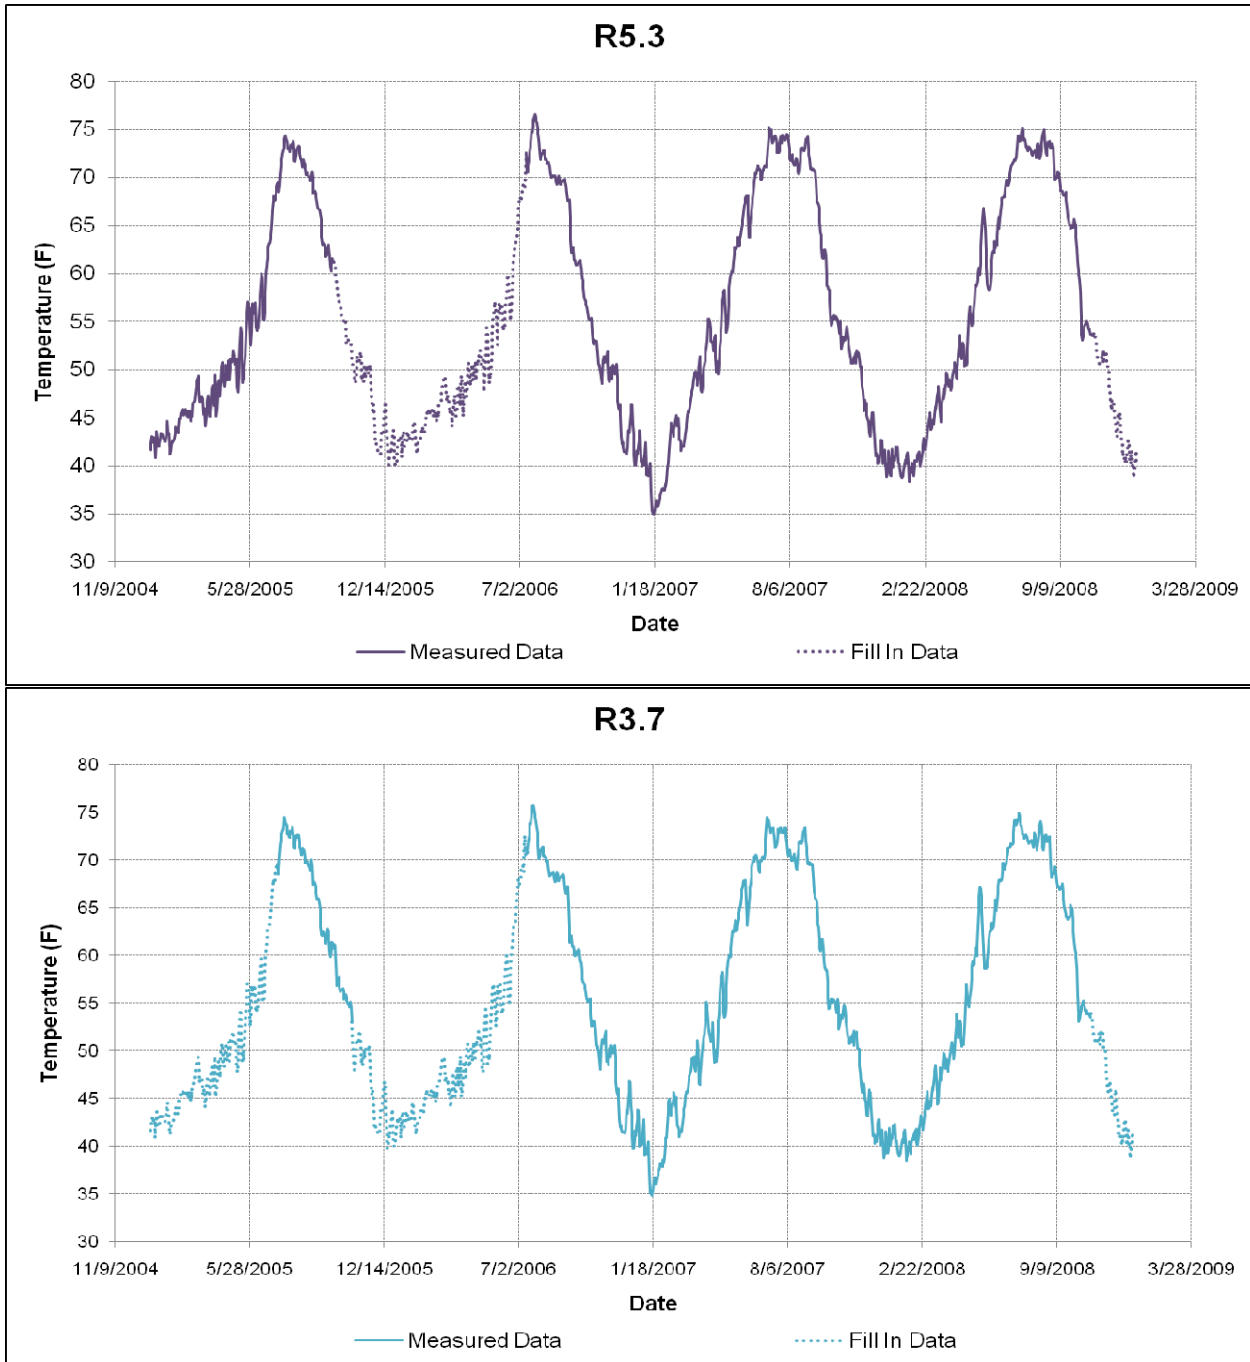 R5.3
80
75
70
65
60
55
50
45
40
35
30
Temperature (F)
11/9/2004 5/28/2005 12/14/2005 7/2/2006 1/18/2007 8/6/2007 2/22/2008 9/9/2008 3/28/2009
Date
Measured Data Fill In Data
R3.7
80
75
70
65
60
55
50
45
40
35
30
Temperature (F)
11/9/2004 5/28/2005 12/14/2005 7/2/2006 1/18/2007 8/6/2007 2/22/2008 9/9/2008 3/28/2009
Date
Measured Data Fill In Data